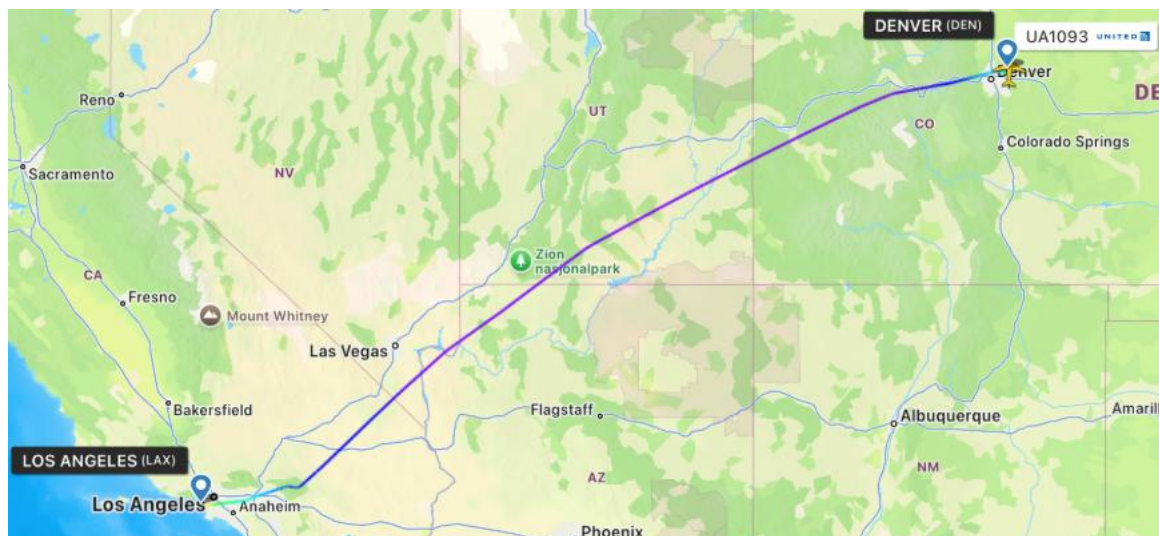 DENVER (DEN)
UA1093 UNITED
Denver
DE
Reno
UT
CO
Colorado Springs
Sacramento
NV
Zion
nasjonalpark
CA
Fresno
Mount Whitney
Las Vegas
Bakersfield
Flagstaff
Albuquerque
Amarill
LOS ANGELES (LAX)
AZ
NM
Los Angeles
Anaheim
Phoenix